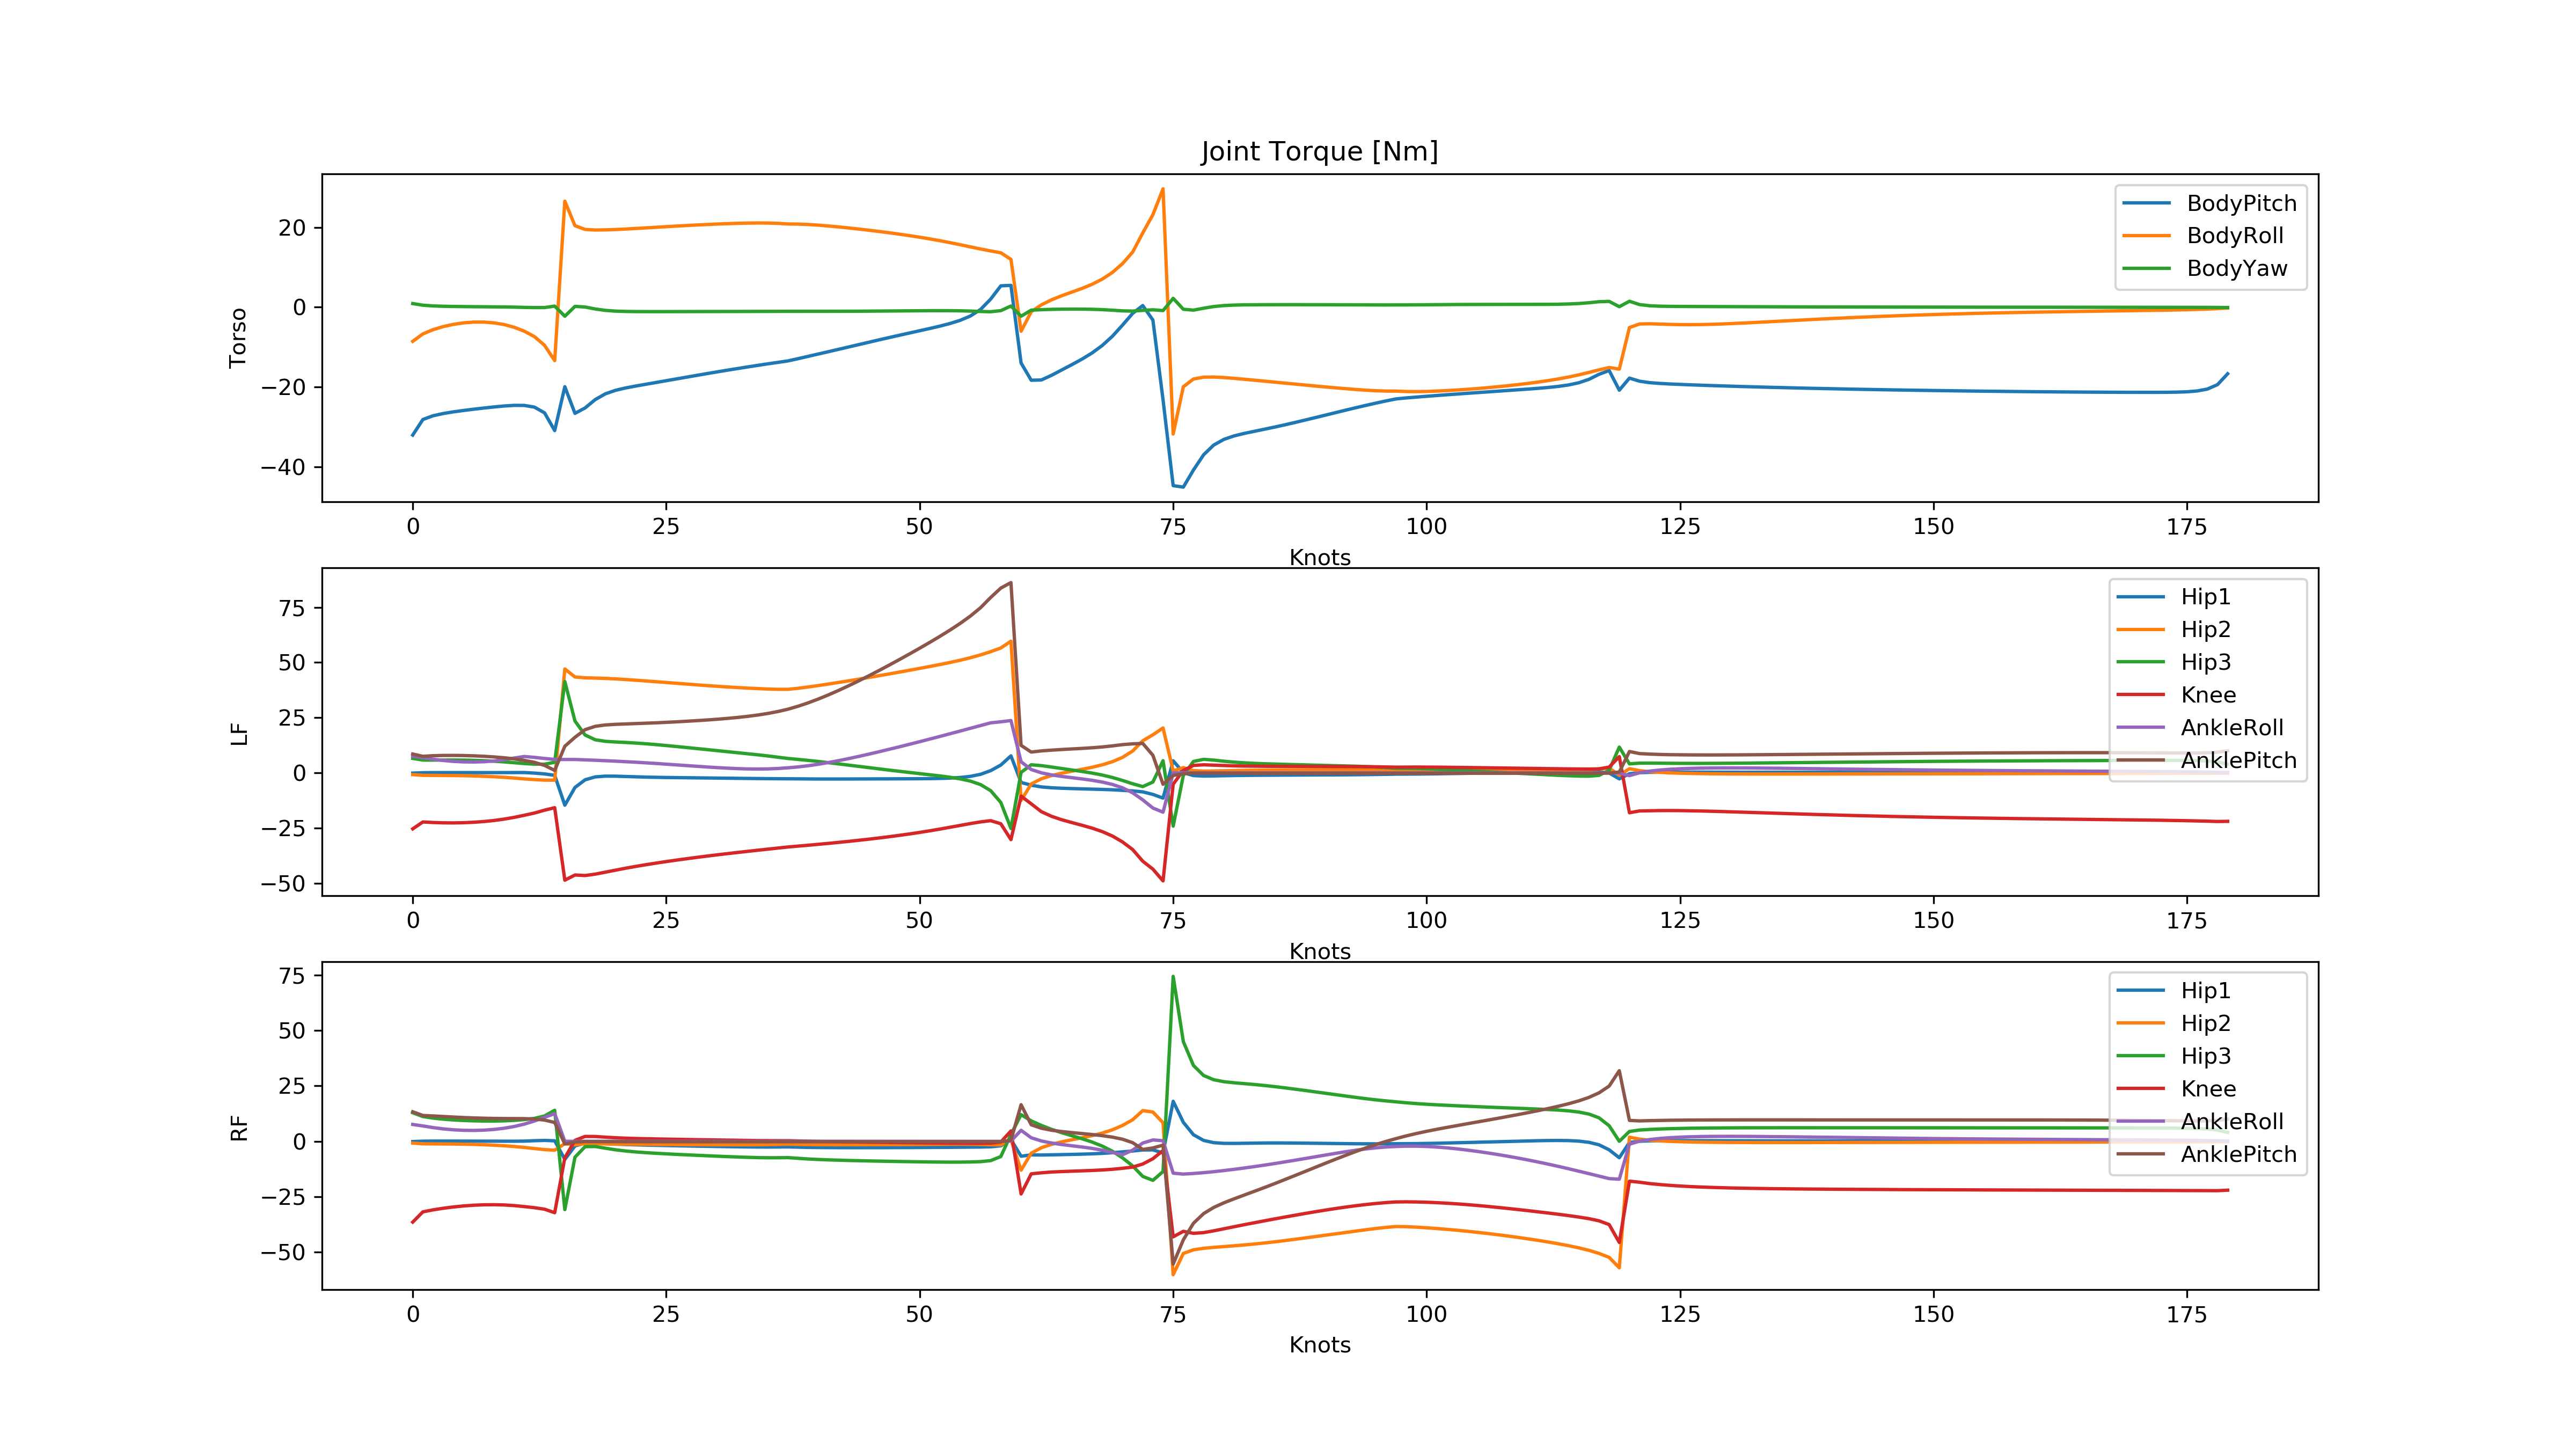 Joint Torque [Nm]
Torso
20
0
−20
−40
BodyPitch
BodyRoll
BodyYaw
0 25 50 75 100 125 150 175
Knots
LF
75
50
25
0
−25
−50
Hip1
Hip2
Hip3
Knee
AnkleRoll
AnklePitch
0 25 50 75 100 125 150 175
Knots
RF
75
50
25
0
−25
−50
Hip1
Hip2
Hip3
Knee
AnkleRoll
AnklePitch
0 25 50 75 100 125 150 175
Knots